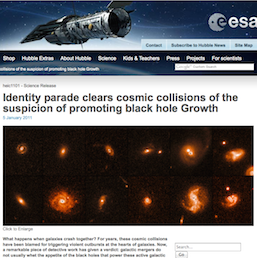 esa
Contact Subscribe to Hubble News Site Map
Shop Hubble Extras About Hubble Science Kids & Teachers Press Projects For scientists
collisions of the suspicion of promoting black hole Growth
heic1101 - Science Release
Identity parade clears cosmic collisions of the
suspicion of promoting black hole Growth
5 January 2011
Click to Enlarge
What happens when galaxies crash together? For years, these cosmic collisions
have been blamed for triggering violent outbursts at the hearts of galaxies. Now,
a remarkable piece of detective work has given a verdict: galactic mergers do
not usually whet the appetite of the black holes that power these active galactic
Search...
Go